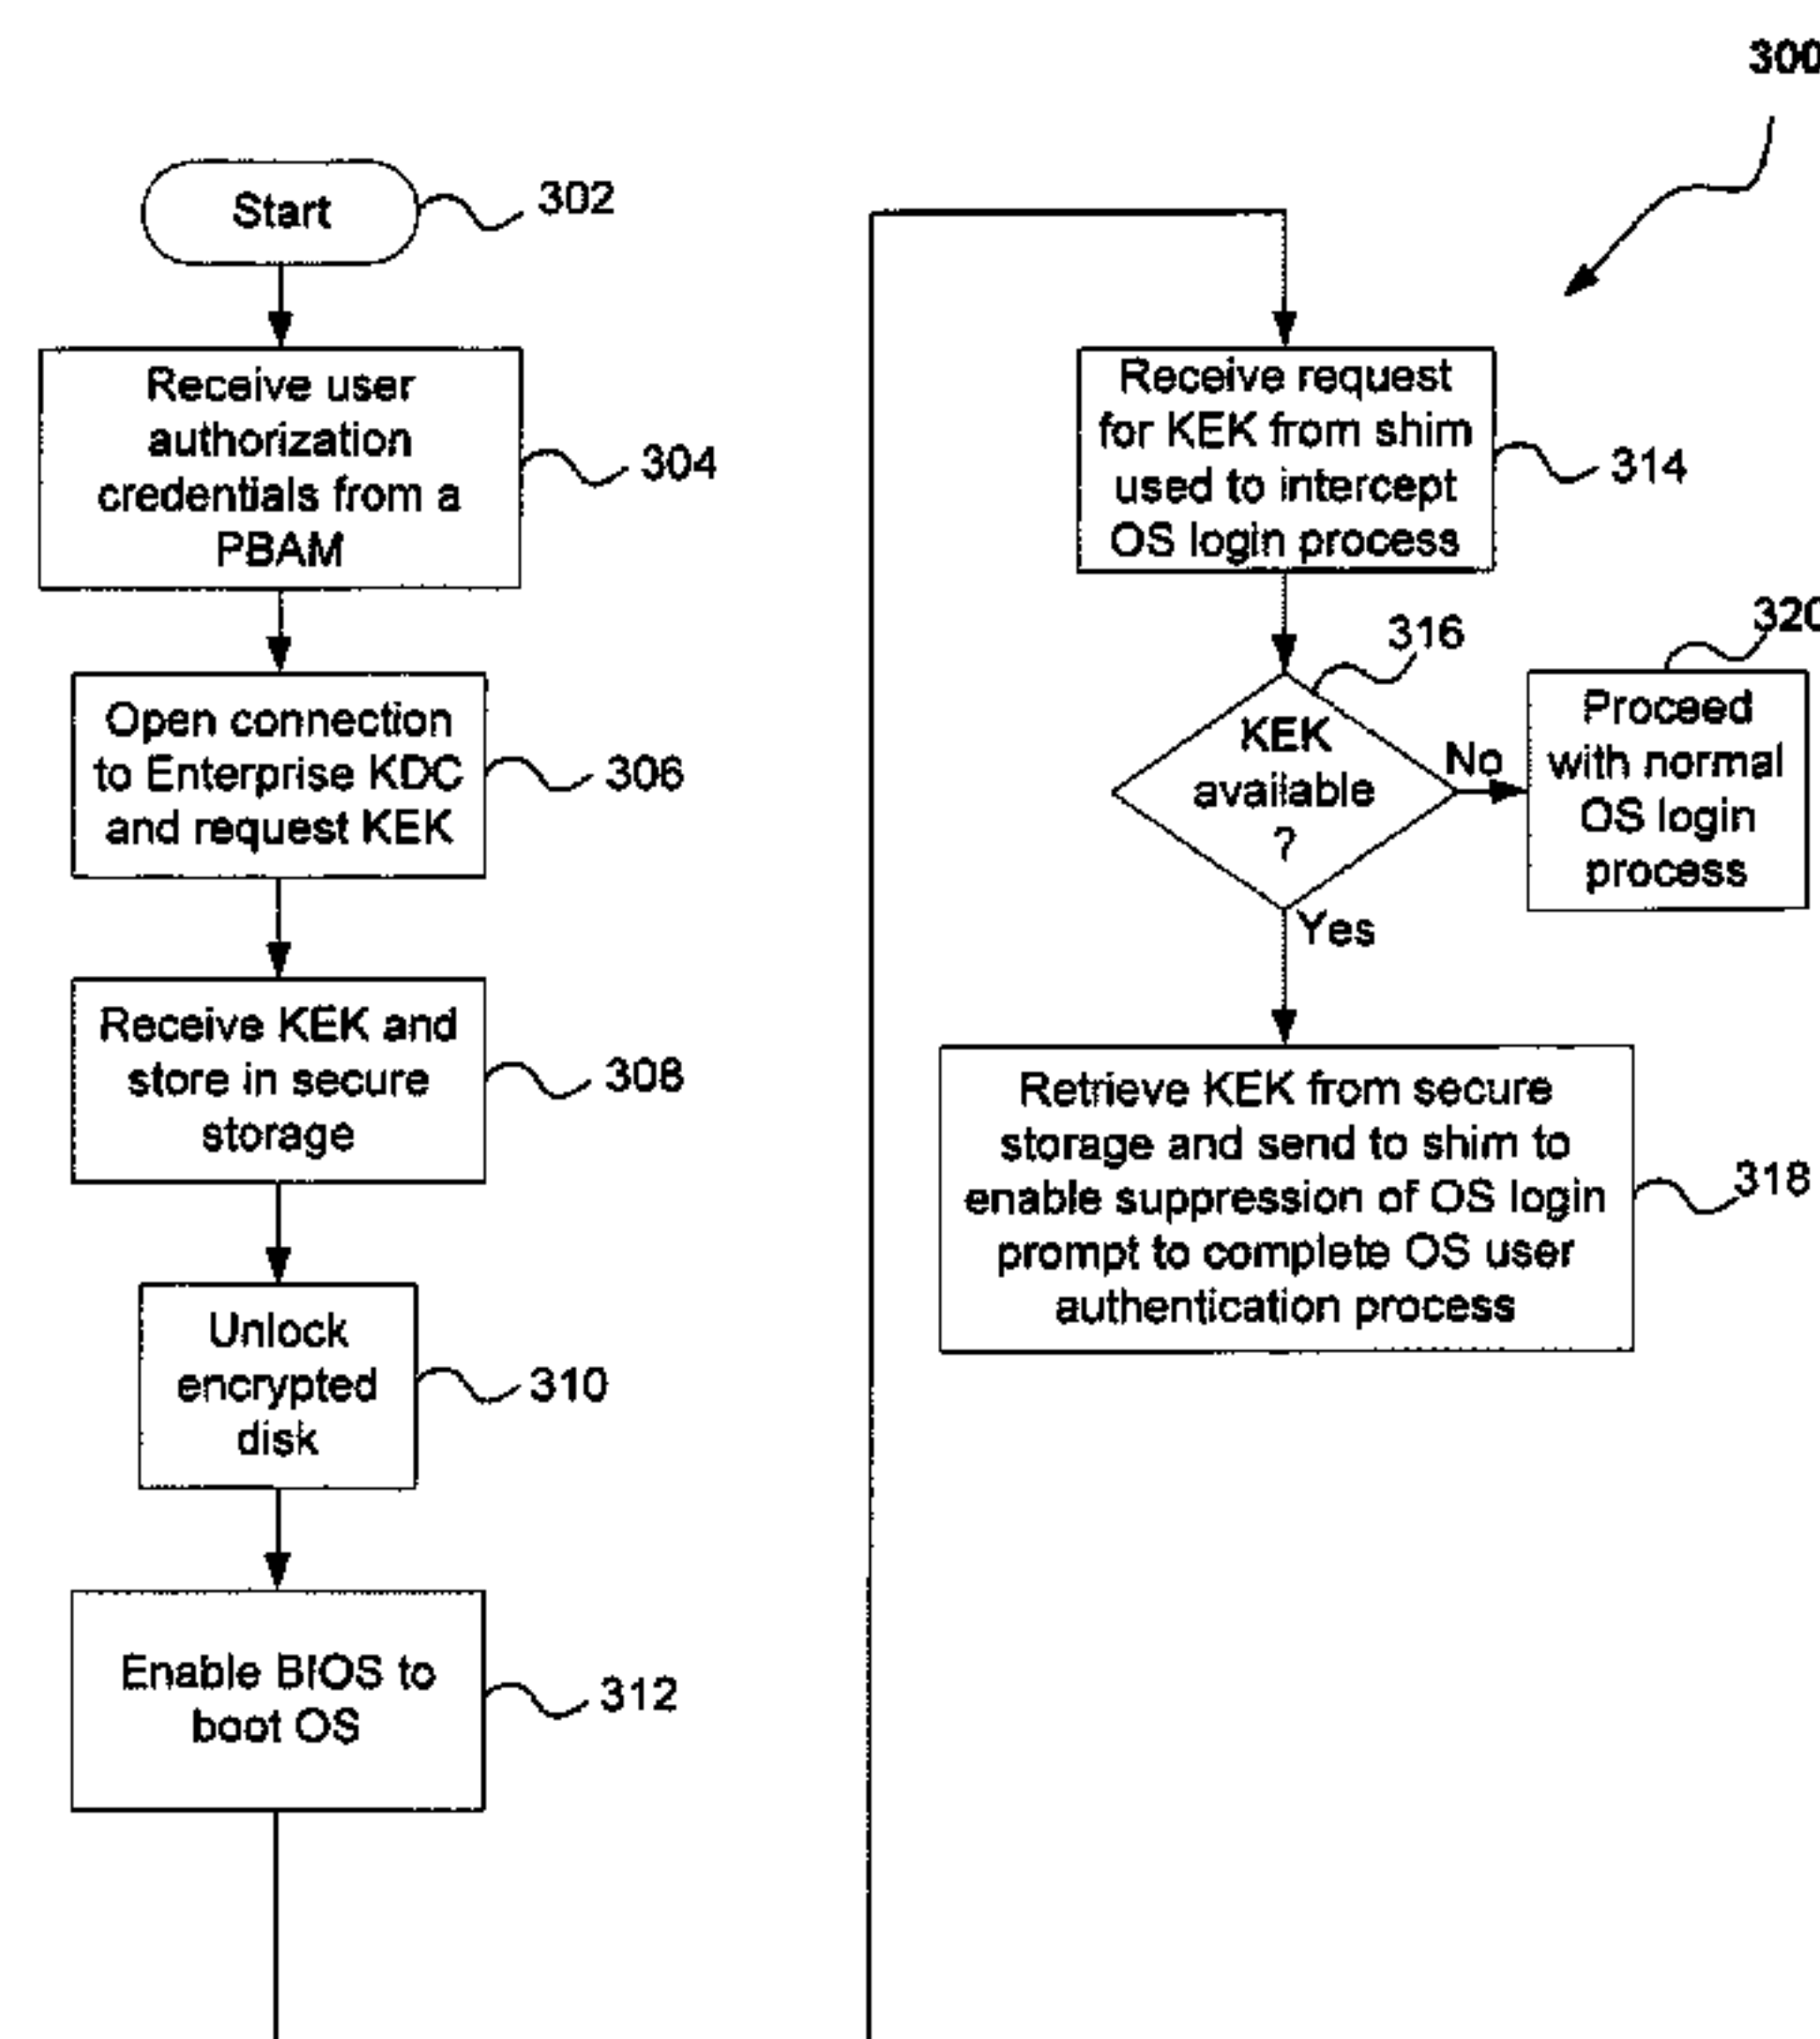 300
Start
302
Receive user
authorization
credentials from a
PBAM
304
Open connection
to Enterprise KDC
and request KEK
306
Receive KEK and
store in secure
storage
308
Unlock
encrypted
disk
310
Enable BIOS to
boot OS
312
Receive request
for KEK from shim
used to intercept
OS login process
314
316
KEK
available
?
No
Yes
320
Proceed
with normal
OS login
process
Retrieve KEK from secure
storage and send to shim to
enable suppression of OS login
prompt to complete OS user
authentication process
318